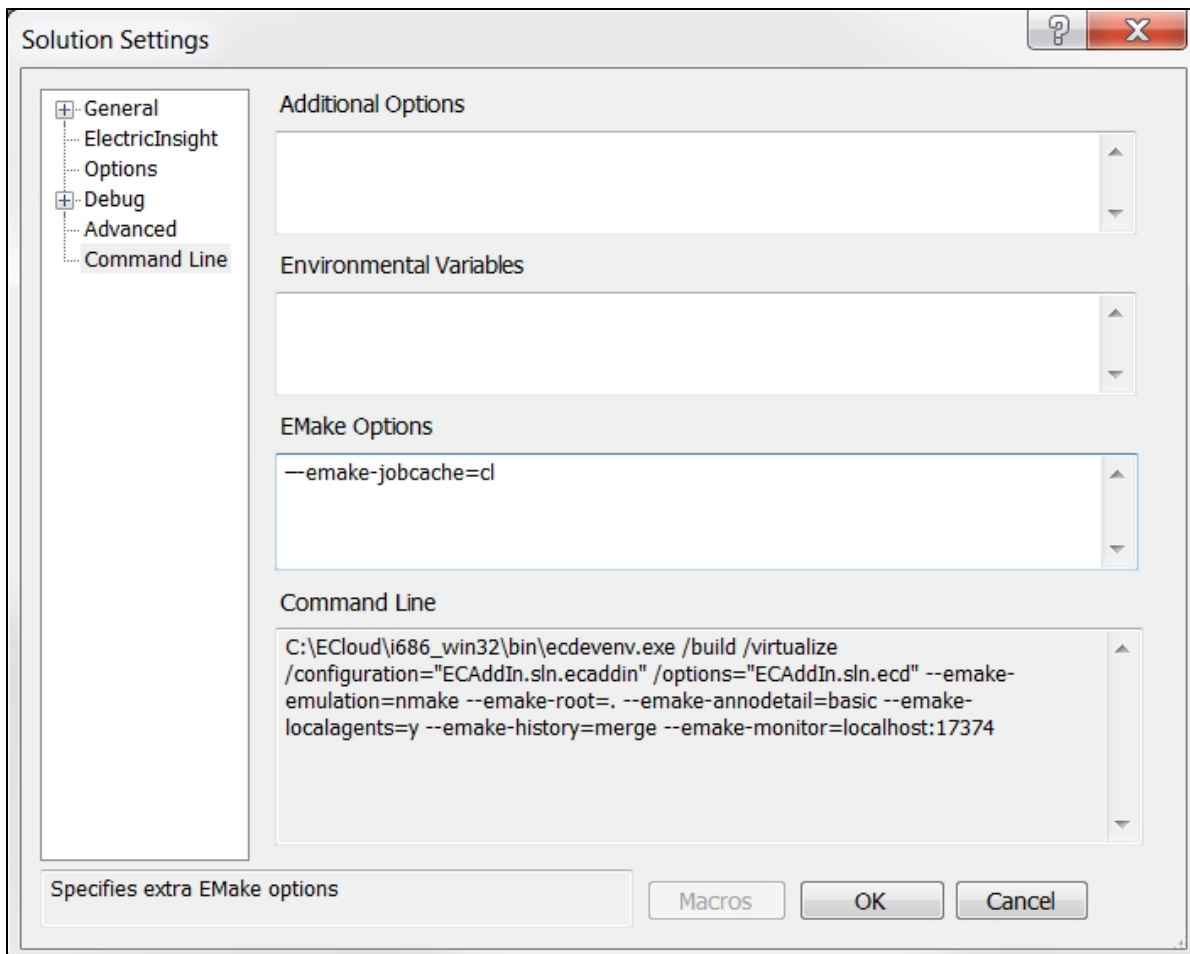 Solution Settings
General
ElectricInsight
Options
Debug
Advanced
Command Line
Additional Options
Environmental Variables
EMake Options
—-emake-jobcache=cl
Command Line
C:\ECloud\i686_win32\bin\ecdevenv.exe /build /virtualize
/configuration="ECAddIn.sln.ecaddin" /options="ECAddIn.sln.ecd" --emake-
emulation=nmake --emake-root=. --emake-annodetail=basic --emake-
localagents=y --emake-history=merge --emake-monitor=localhost:17374
Specifies extra EMake options
Macros
OK
Cancel